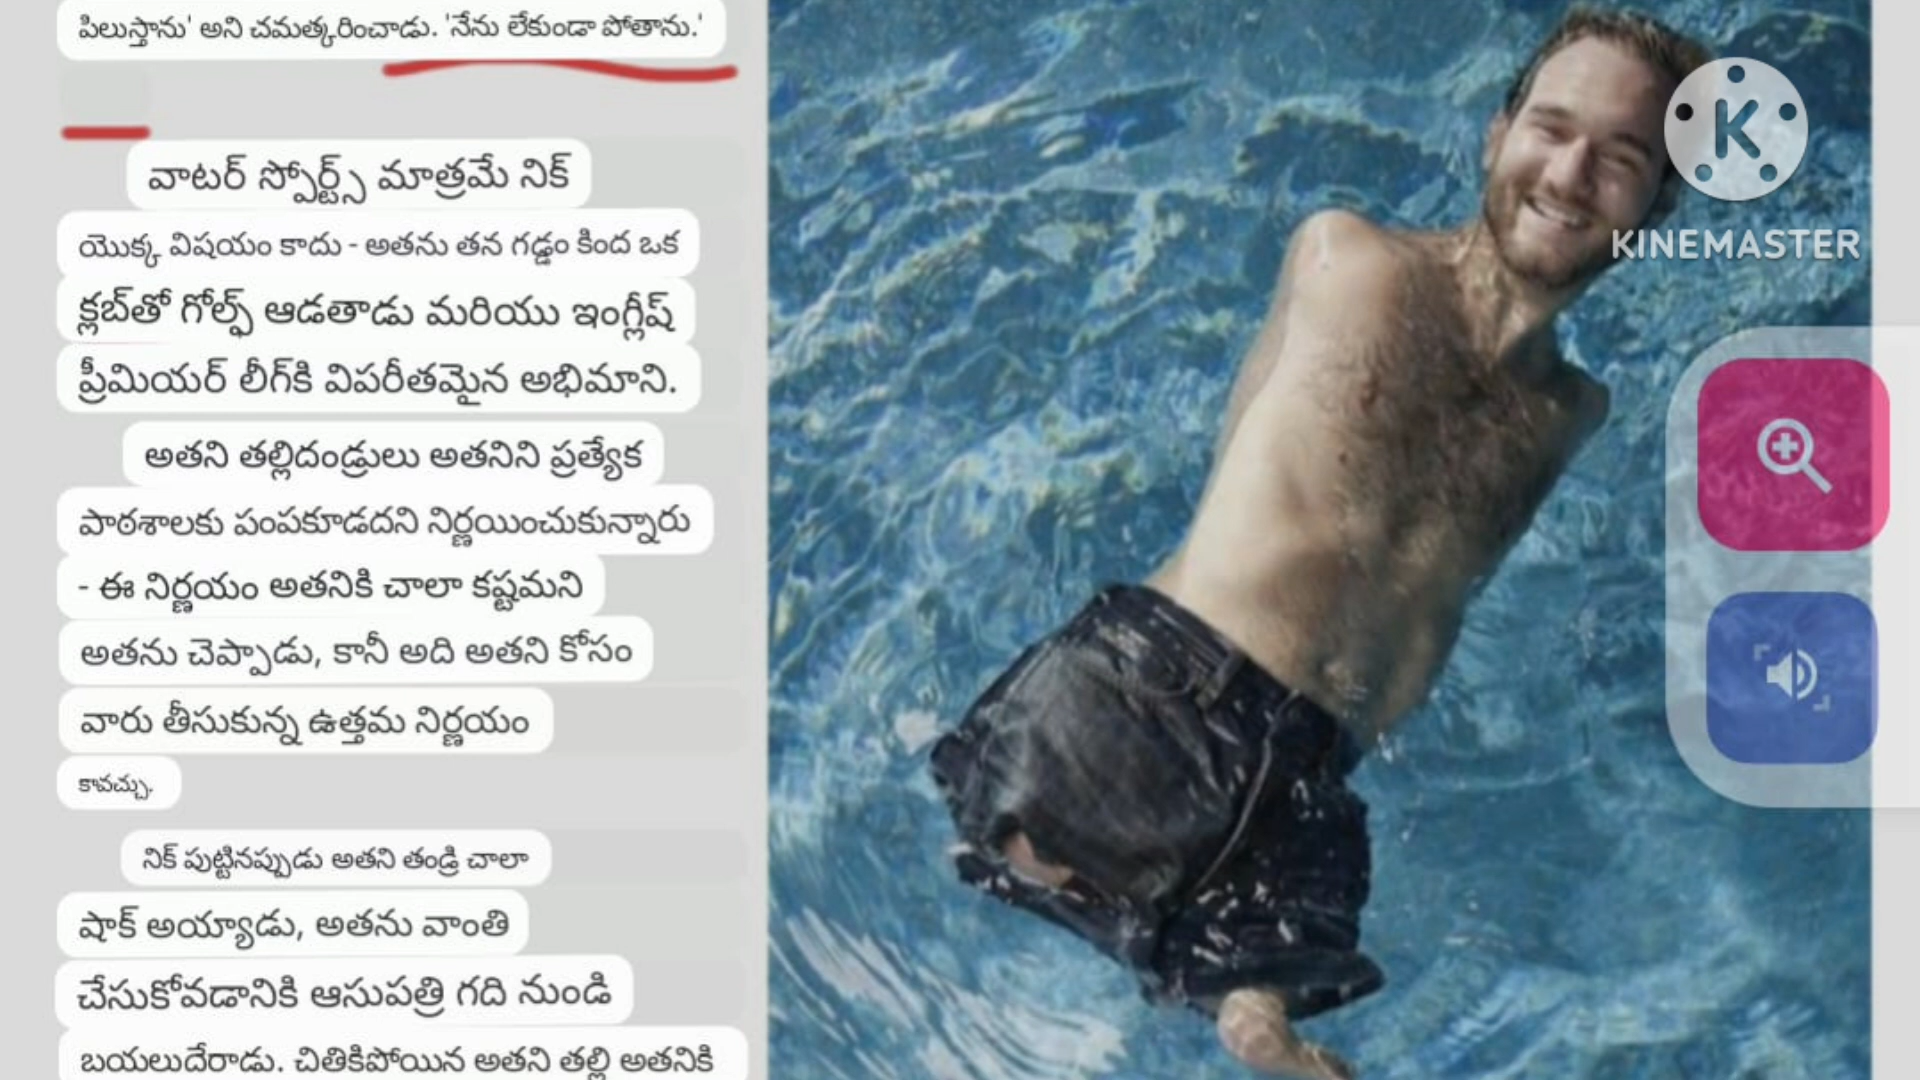 పిలుస్తాను' అని చమత్కరించాడు. 'నేను లేకుండా పోతాను.'
వాటర్ స్పోర్ట్స్ మాత్రమే నిక్
యొక్క విషయం కాదు - అతను తన గడ్డం కింద ఒక
క్లబ్‌తో గోల్ఫ్ ఆడతాడు మరియు ఇంగ్లీష్
ప్రీమియర్ లీగ్‌కి విపరీతమైన అభిమాని.
అతని తల్లిదండ్రులు అతనిని ప్రత్యేక
పాఠశాలకు పంపకూడదని నిర్ణయించుకున్నారు
- ఈ నిర్ణయం అతనికి చాలా కష్టమని
అతను చెప్పాడు, కానీ అది అతని కోసం
వారు తీసుకున్న ఉత్తమ నిర్ణయం
కావచ్చు.
నిక్ పుట్టినప్పుడు అతని తండ్రి చాలా
షాక్ అయ్యాడు, అతను వాంతి
చేసుకోవడానికి ఆసుపత్రి గది నుండి
బయలుదేరాడు. చితికిపోయిన అతని తల్లి అతనికి
K
KINEMASTER